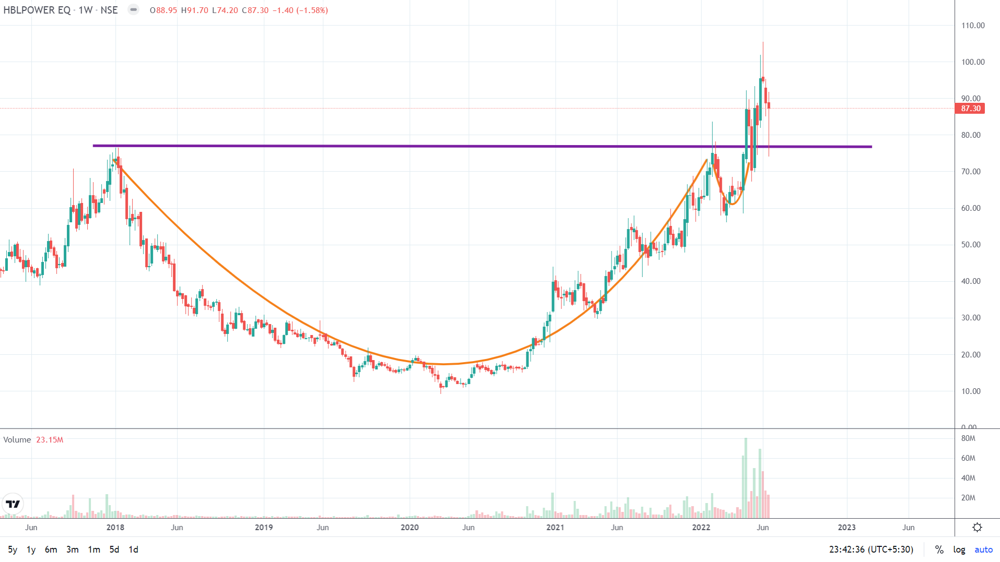 HBLPOWER EQ · 1W · NSE O88.95 H91.70 L74.20 C87.30 −1.40 (−1.58%)
110.00
100.00
90.00
87.30
80.00
70.00
60.00
50.00
40.00
30.00
20.00
10.00
0.00
Volume 23.15M
80M
60M
40M
20M
Jun 2018 Jun 2019 Jun 2020 Jun 2021 Jun 2022 Jun 2023 Jun
5y 1y 6m 3m 1m 5d 1d 23:42:36 (UTC+5:30) % log auto